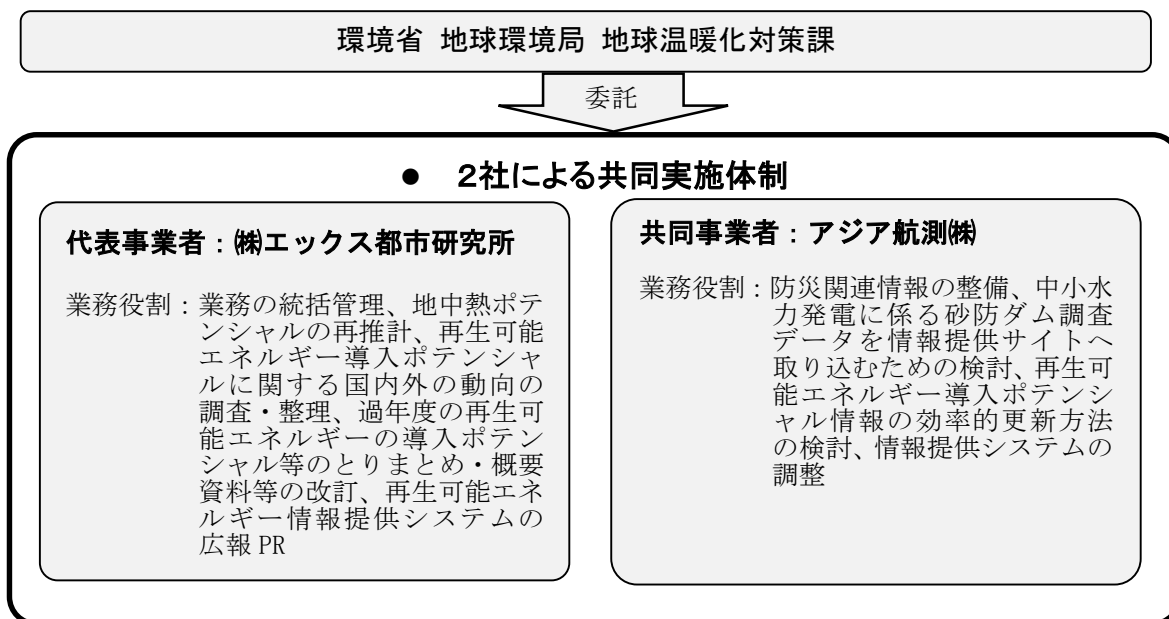 環境省 地球環境局 地球温暖化対策課
委託
● 2社による共同実施体制
代表事業者：㈱エックス都市研究所
業務役割：業務の統括管理、地中熱ポテ
ンシャルの再推計、再生可能
エネルギー導入ポテンシャ
ルに関する国内外の動向の
調査・整理、過年度の再生可
能エネルギーの導入ポテン
シャル等のとりまとめ・概要
資料等の改訂、再生可能エネ
ルギー情報提供システムの
広報 PR
共同事業者：アジア航測㈱
業務役割：防災関連情報の整備、中小水
力発電に係る砂防ダム調査
データを情報提供サイトへ
取り込むための検討、再生可
能エネルギー導入ポテンシ
ャル情報の効率的更新方法
の検討、情報提供システムの
調整